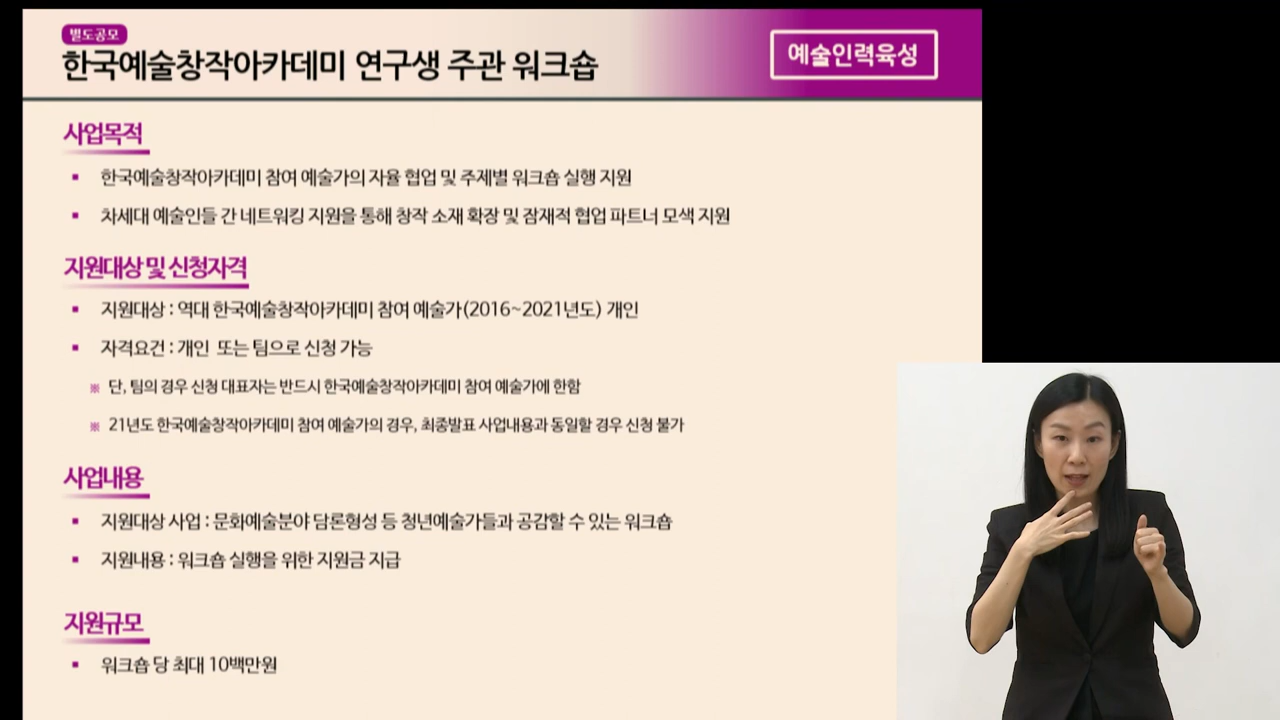 별도공모
한국예술창작아카데미 연구생 주관 워크숍
예술인력육성
사업목적
▪ 한국예술창작아카데미 참여 예술가의 자율 협업 및 주제별 워크숍 실행 지원
▪ 차세대 예술인들 간 네트워킹 지원을 통해 창작 소재 확장 및 잠재적 협업 파트너 모색 지원
지원대상 및 신청자격
▪ 지원대상 : 역대 한국예술창작아카데미 참여 예술가(2016~2021년도) 개인
▪ 자격요건 : 개인 또는 팀으로 신청 가능
※ 단, 팀의 경우 신청 대표자는 반드시 한국예술창작아카데미 참여 예술가에 한함
※ 21년도 한국예술창작아카데미 참여 예술가의 경우, 최종발표 사업내용과 동일할 경우 신청 불가
사업내용
▪ 지원대상 사업 : 문화예술분야 담론형성 등 청년예술가들과 공감할 수 있는 워크숍
▪ 지원내용 : 워크숍 실행을 위한 지원금 지급
지원규모
▪ 워크숍 당 최대 10백만원